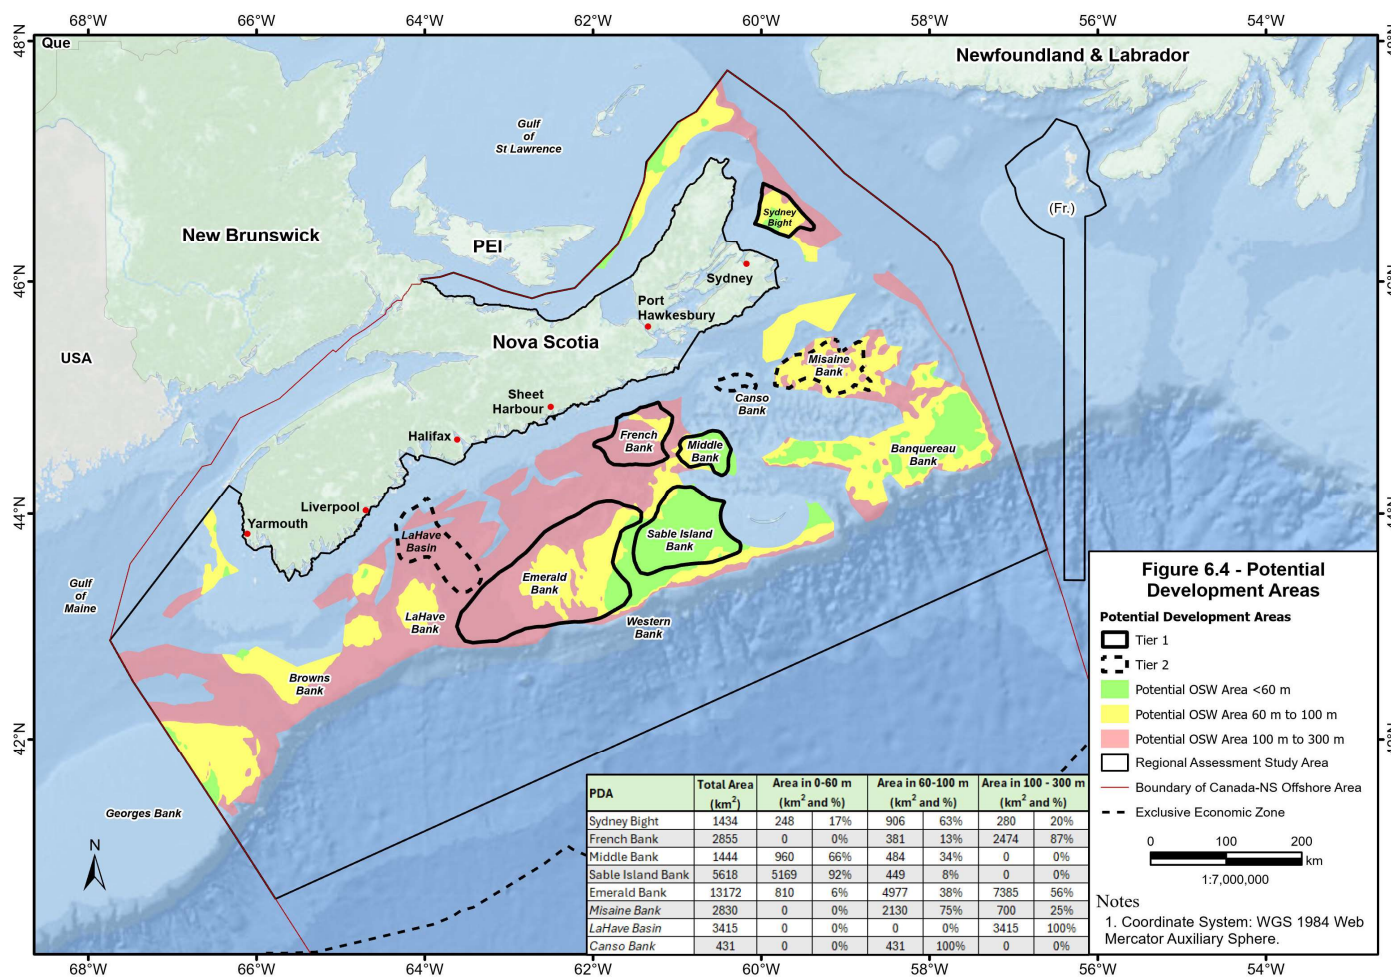 68°W 66°W 64°W 62°W 60°W 58°W 56°W 54°W
48°N
Que
Newfoundland & Labrador
Gulf
of
St Lawrence
(Fr.)
Sydney
Bight
New Brunswick
PEI
Sydney
46°N
Port
Hawkesbury
Nova Scotia
USA
Misaine
Bank
Sheet
Harbour
Canso
Bank
Halifax
French
Bank
Middle
Bank
Banquereau
Bank
44°N
Liverpool
Yarmouth
LaHave
Basin
Sable Island
Bank
Gulf
of
Maine
Emerald
Bank
LaHave
Bank
Western
Bank
Browns
Bank
42°N
Georges Bank
N
Figure 6.4 - Potential
Development Areas
Potential Development Areas
Tier 1
Tier 2
Potential OSW Area <60 m
Potential OSW Area 60 m to 100 m
Potential OSW Area 100 m to 300 m
Regional Assessment Study Area
Boundary of Canada-NS Offshore Area
Exclusive Economic Zone
0 100 200
km
1:7,000,000
Notes
1. Coordinate System: WGS 1984 Web
Mercator Auxiliary Sphere.
PDA Total Area (km²) Area in 0-60 m (km² and %) Area in 60-100 m (km² and %) Area in 100 - 300 m (km² and %)
Sydney Bight 1434 248 17% 906 63% 280 20%
French Bank 2855 0 0% 381 13% 2474 87%
Middle Bank 1444 960 66% 484 34% 0 0%
Sable Island Bank 5618 5169 92% 449 8% 0 0%
Emerald Bank 13172 810 6% 4977 38% 7385 56%
Misaine Bank 2830 0 0% 2130 75% 700 25%
LaHave Basin 3415 0 0% 0 0% 3415 100%
Canso Bank 431 0 0% 431 100% 0 0%
68°W 66°W 64°W 62°W 60°W 58°W 56°W 54°W